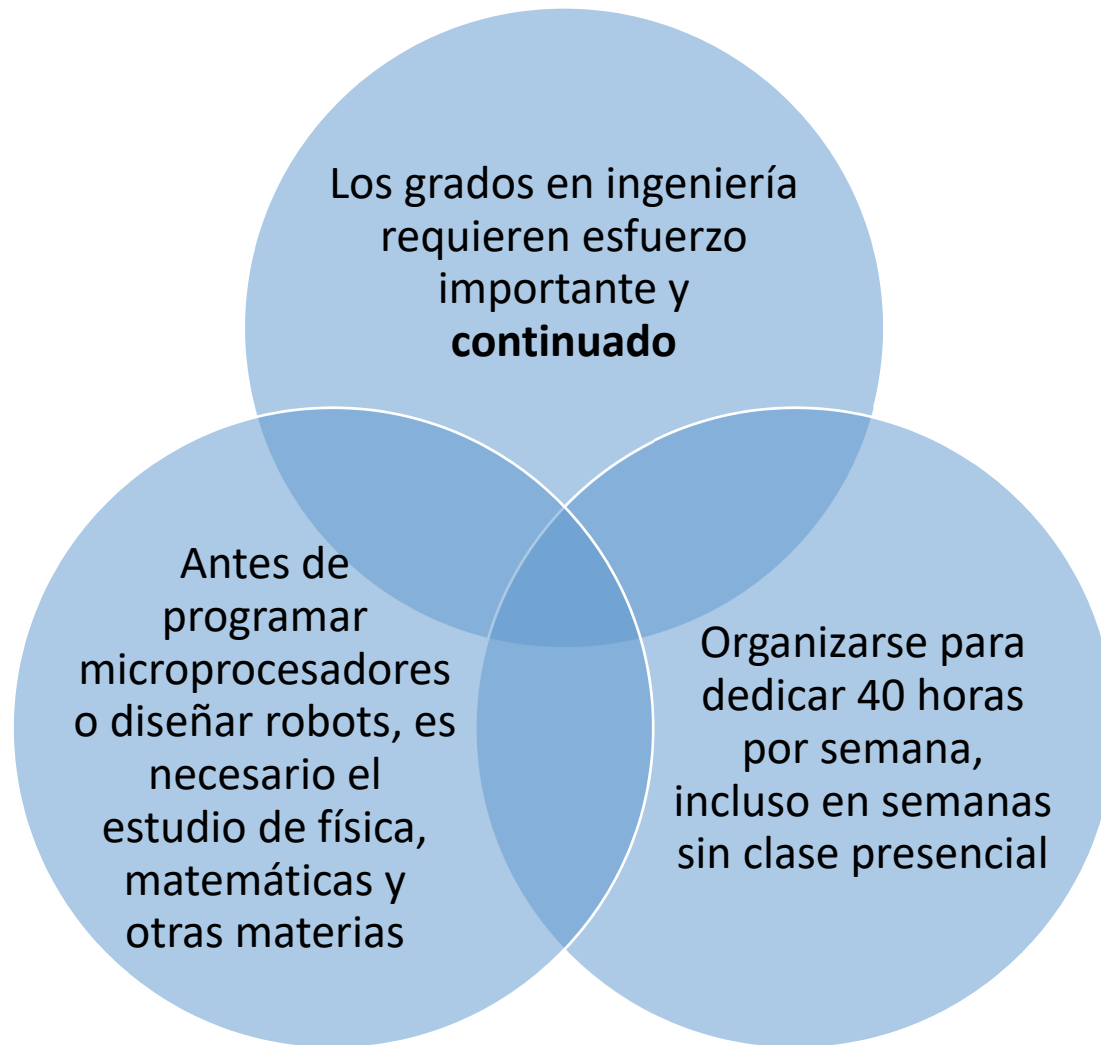 Los grados en ingeniería
requieren esfuerzo
importante y
continuado
Antes de
programar
microprocesadores
o diseñar robots, es
necesario el
estudio de física,
matemáticas y
otras materias
Organizarse para
dedicar 40 horas
por semana,
incluso en semanas
sin clase presencial